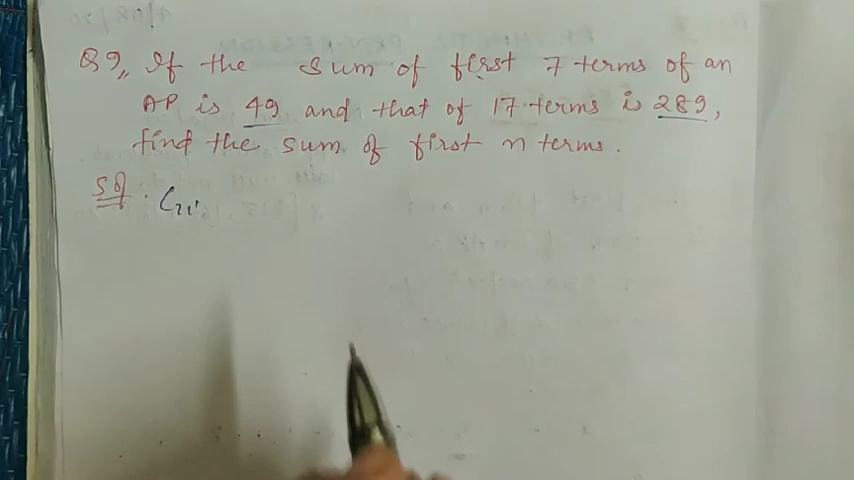 Q9,, If the sum of first 7 terms of an
AP is 49 and that of 17 terms is 289,
find the sum of first n terms.
Sol.